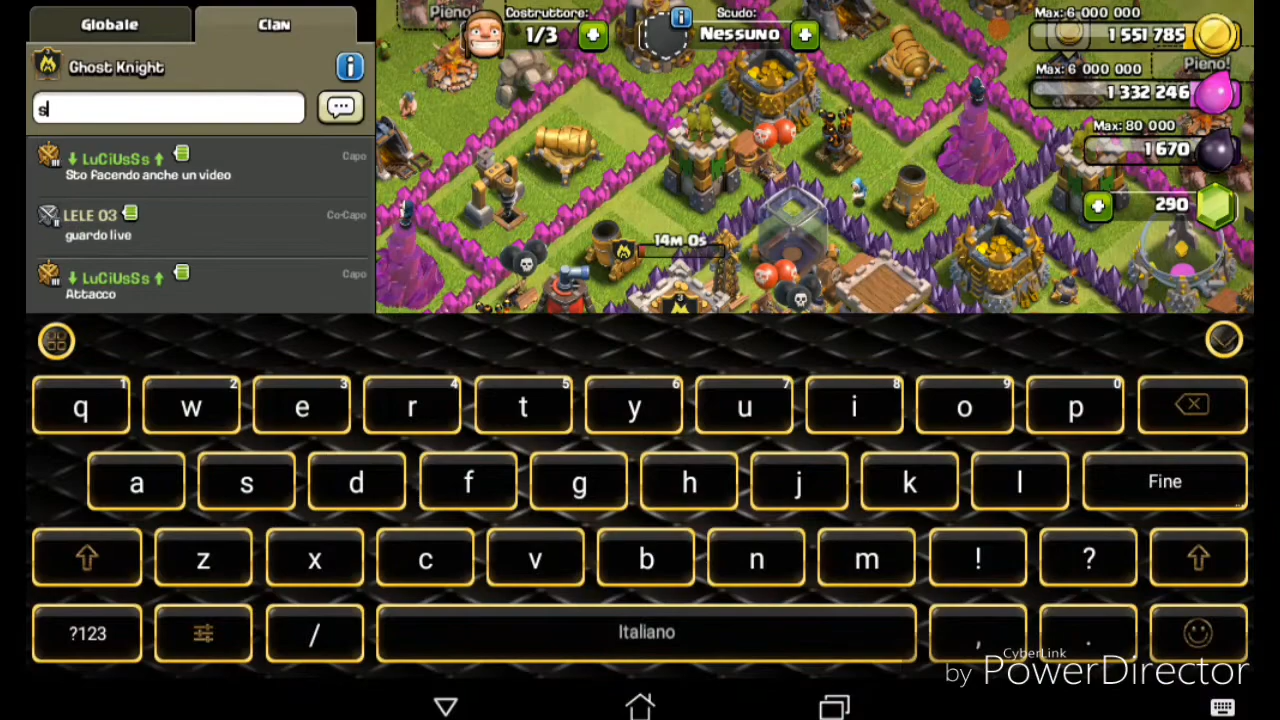 Globale
Clan
Pieno!
Costruttore:
1/3
Scudo:
Nessuno
Max: 6 000 000
1 551 785
Pieno!
Max: 6 000 000
1 332 246
Max: 80 000
1 670
290
Ghost Knight
s
↓ LuCiUsSs ↑
Capo
Sto facendo anche un video
LELE 03
Co-Capo
guardo live
↓ LuCiUsSs ↑
Capo
Attacco
14M 0s
3
q 1 w 2 e 3 r 4 t 5 y 6 u 7 i 8 o 9 p 0
a s d f g h j k l Fine
z x c v b n m ! ?
?123 / Italiano , .
CyberLink
by PowerDirector